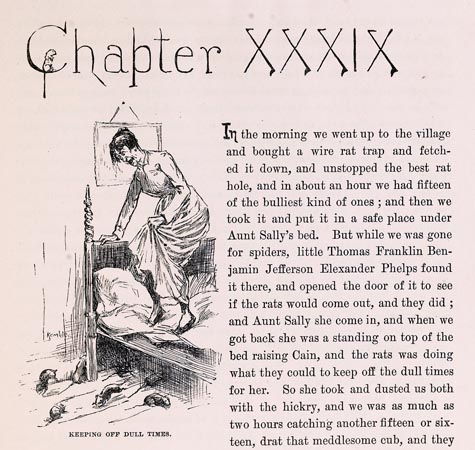 Chapter XXXIX
In the morning we went up to the village
and bought a wire rat trap and fetch-
ed it down, and unstopped the best rat
hole, and in about an hour we had fifteen
of the bulliest kind of ones; and then we
took it and put it in a safe place under
Aunt Sally's bed. But while we was gone
for spiders, little Thomas Franklin Ben-
jamin Jefferson Elexander Phelps found
it there, and opened the door of it to see
if the rats would come out, and they did;
and Aunt Sally she come in, and when we
got back she was a standing on top of the
bed raising Cain, and the rats was doing
what they could to keep off the dull times
for her. So she took and dusted us both
with the hickry, and we was as much as
two hours catching another fifteen or six-
teen, drat that meddlesome cub, and they
KEEPING OFF DULL TIMES.